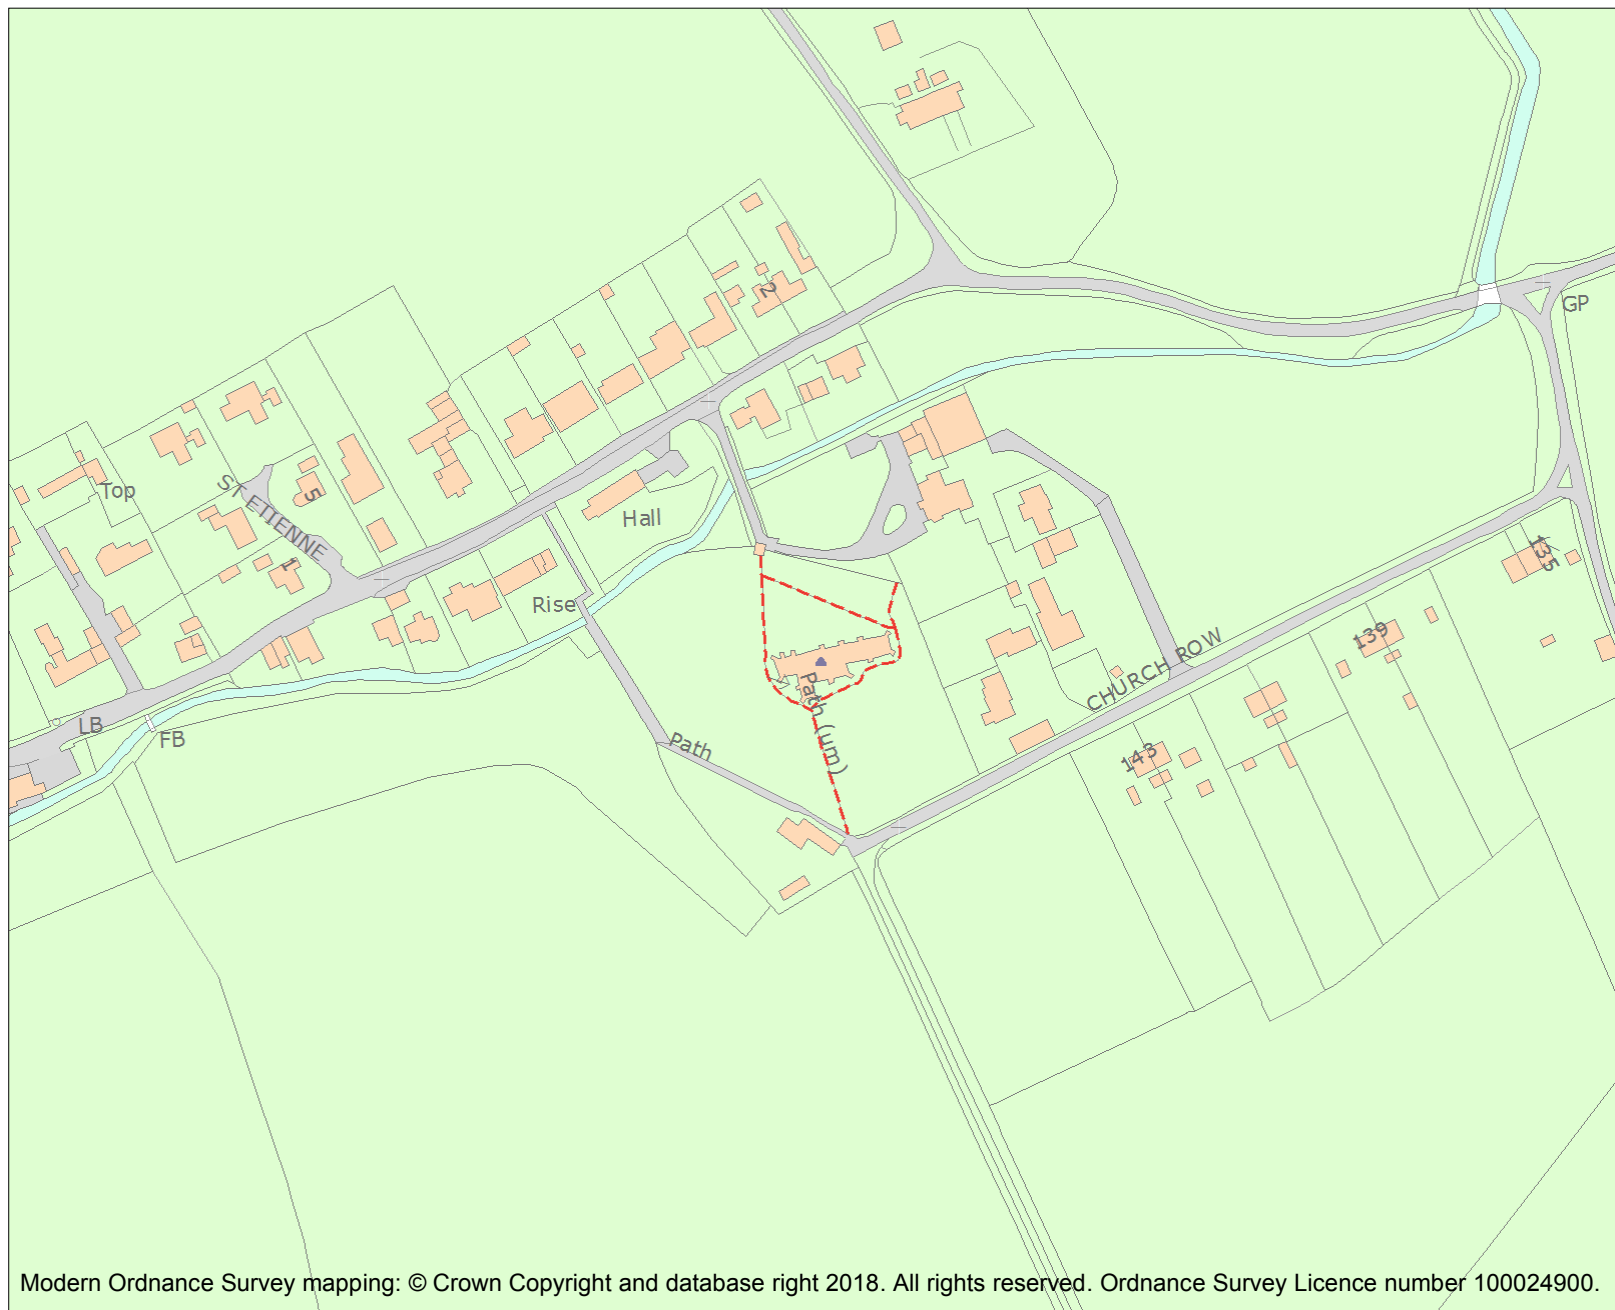 2
GP
Top
ST ETIENNE
5
Hall
1
135
Rise
139
CHURCH ROW
LB
FB
Path
Path (um)
143
Modern Ordnance Survey mapping: © Crown Copyright and database right 2018. All rights reserved. Ordnance Survey Licence number 100024900.